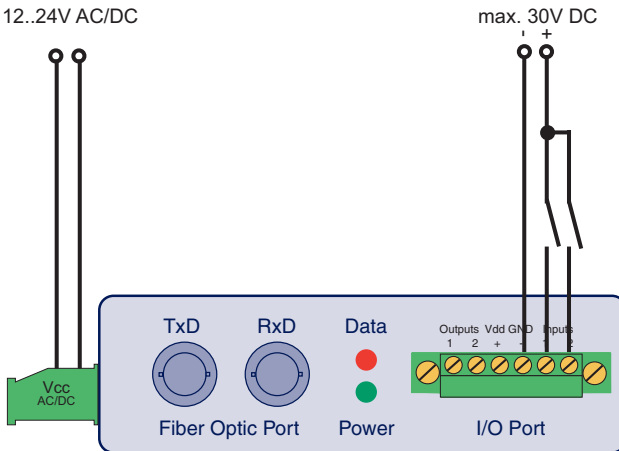 12..24V AC/DC
max. 30V DC
- +
TxD RxD Data
Outputs Vdd GND Inputs
1 2 + - 1 2
Vcc
AC/DC
Fiber Optic Port Power I/O Port